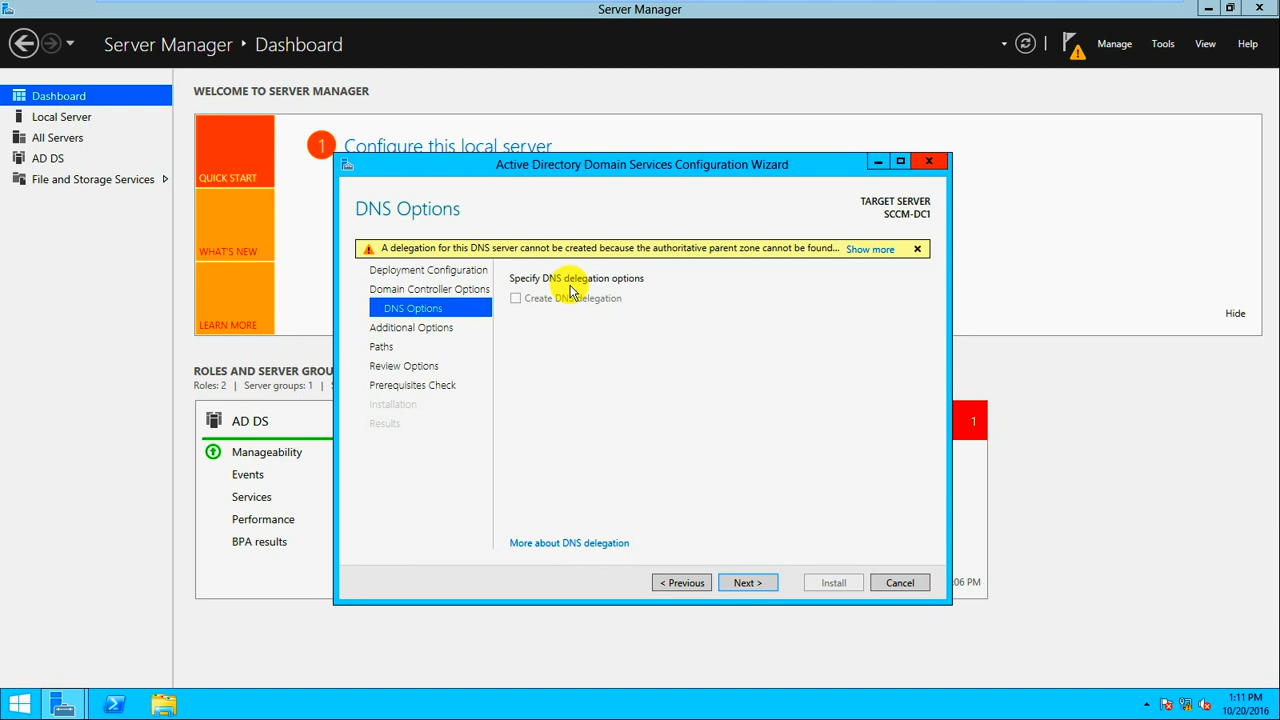 Server Manager
Server Manager ‣ Dashboard
Manage Tools View Help
Dashboard
Local Server
All Servers
AD DS
File and Storage Services
WELCOME TO SERVER MANAGER
QUICK START
WHAT'S NEW
LEARN MORE
1 Configure this local server
Hide
ROLES AND SERVER GROU
Roles: 2 | Server groups: 1 |
AD DS
Manageability
Events
Services
Performance
BPA results
1
:06 PM
Active Directory Domain Services Configuration Wizard
DNS Options
TARGET SERVER
SCCM-DC1
A delegation for this DNS server cannot be created because the authoritative parent zone cannot be found... Show more
Deployment Configuration
Domain Controller Options
DNS Options
Additional Options
Paths
Review Options
Prerequisites Check
Installation
Results
Specify DNS delegation options
Create DNS delegation
More about DNS delegation
< Previous Next > Install Cancel
1:11 PM
10/20/2016